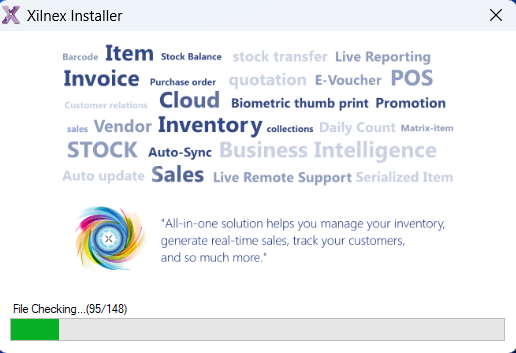 Xilnex Installer
Barcode Item Stock Balance stock transfer Live Reporting
Invoice Purchase order quotation E-Voucher POS
Customer relations Cloud Biometric thumb print Promotion
sales Vendor Inventory collections Daily Count Matrix-item
STOCK Auto-Sync Business Intelligence
Auto update Sales Live Remote Support Serialized Item
"All-in-one solution helps you manage your inventory,
generate real-time sales, track your customers,
and so much more."
File Checking...(95/148)